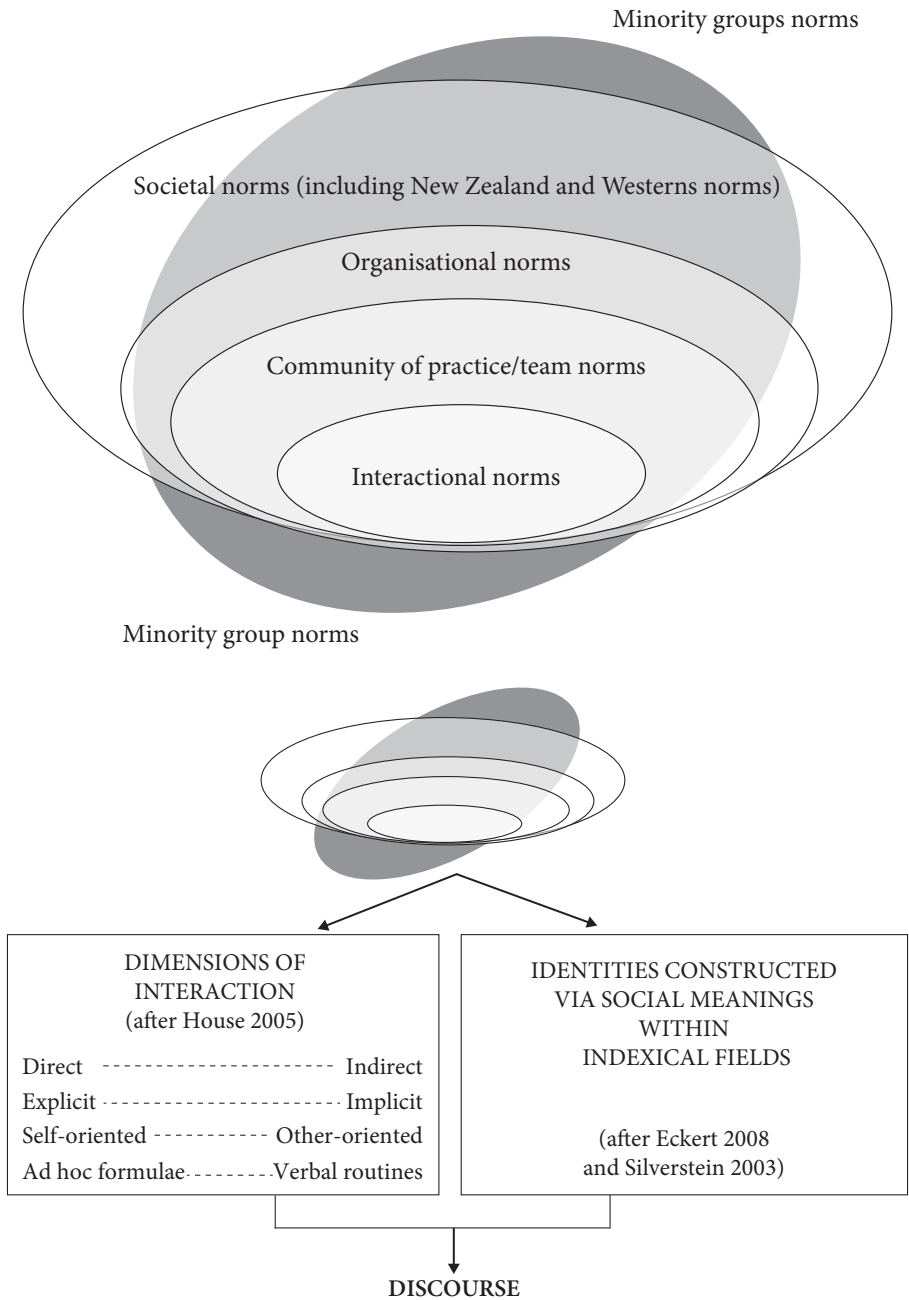 Minority groups norms
Societal norms (including New Zealand and Westerns norms)
Organisational norms
Community of practice/team norms
Interactional norms
Minority group norms
DIMENSIONS OF
INTERACTION
(after House 2005)
Direct Indirect
Explicit Implicit
Self-oriented Other-oriented
Ad hoc formulae Verbal routines
IDENTITIES CONSTRUCTED
VIA SOCIAL MEANINGS
WITHIN
INDEXICAL FIELDS
(after Eckert 2008
and Silverstein 2003)
DISCOURSE